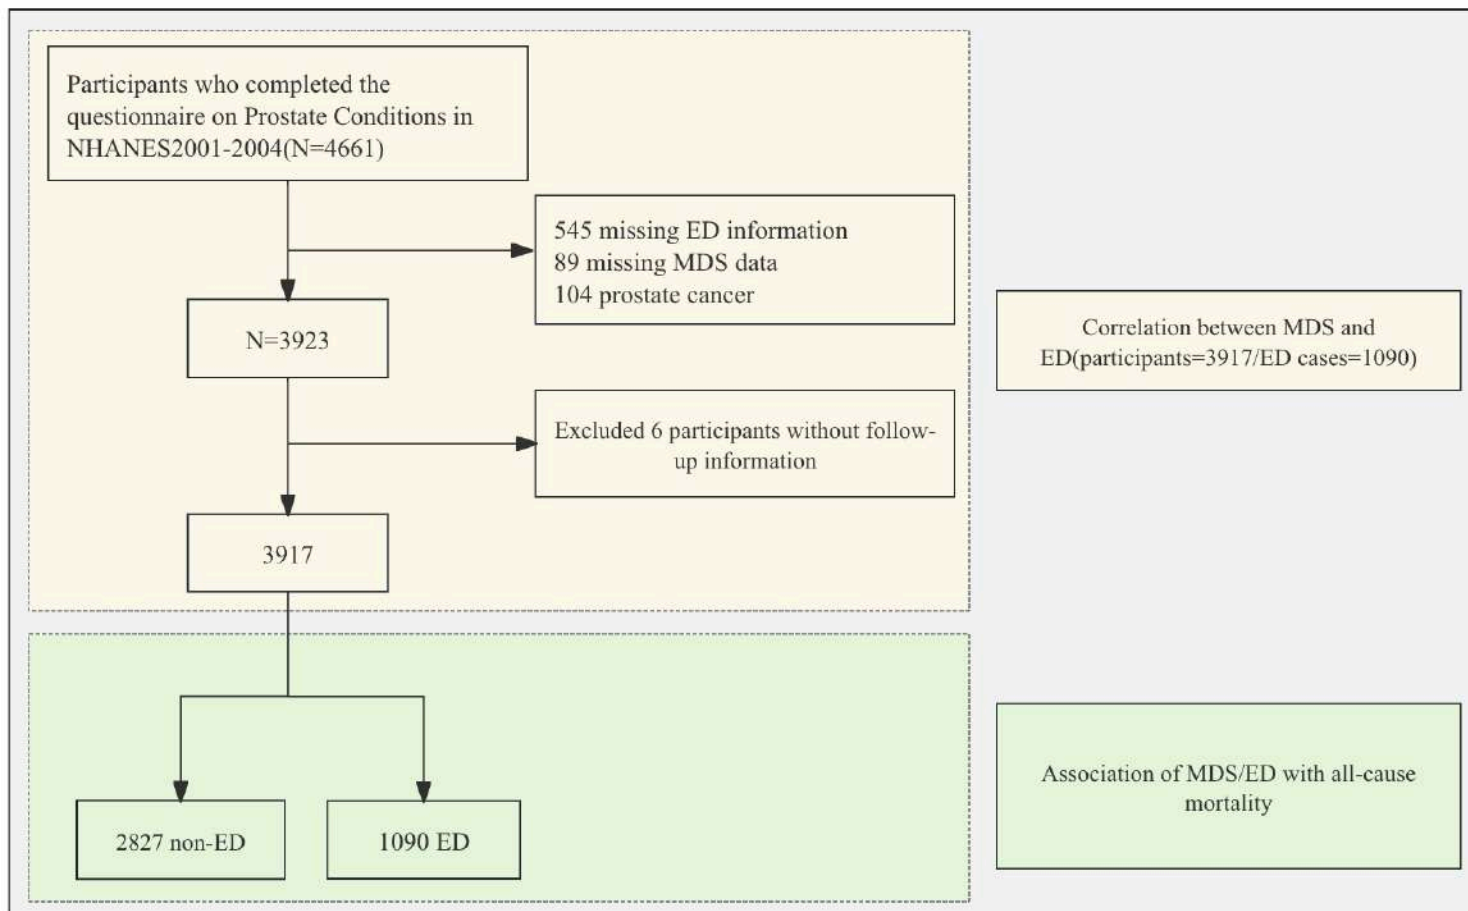 Participants who completed the
questionnaire on Prostate Conditions in
NHANES2001-2004(N=4661)
545 missing ED information
89 missing MDS data
104 prostate cancer
N=3923
Correlation between MDS and
ED(participants=3917/ED cases=1090)
Excluded 6 participants without follow-
up information
3917
2827 non-ED
1090 ED
Association of MDS/ED with all-cause
mortality